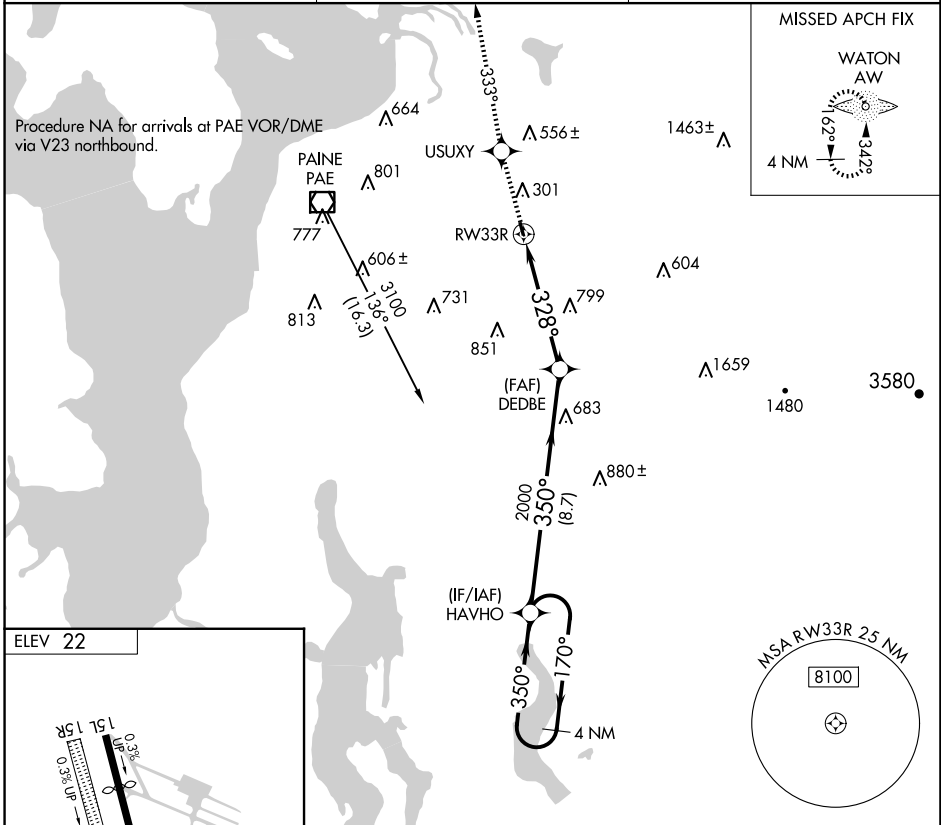 MISSED APCH FIX
WATON
AW
162°
342°
4 NM
Procedure NA for arrivals at PAE VOR/DME
via V23 northbound.
333°
664
556±
1463±
USUXY
PAINE
PAE
801
301
777
RW33R
606±
604
3100
136°
(16.3)
813
731
328°
799
851
(FAF)
DEDBE
1659
1480
3580
683
880±
2000
350°
(8.7)
(IF/IAF)
HAVHO
350°
170°
4 NM
MSA RW33R 25 NM
8100
ELEV 22
15R
15L
0.3%
UP
0.3% UP